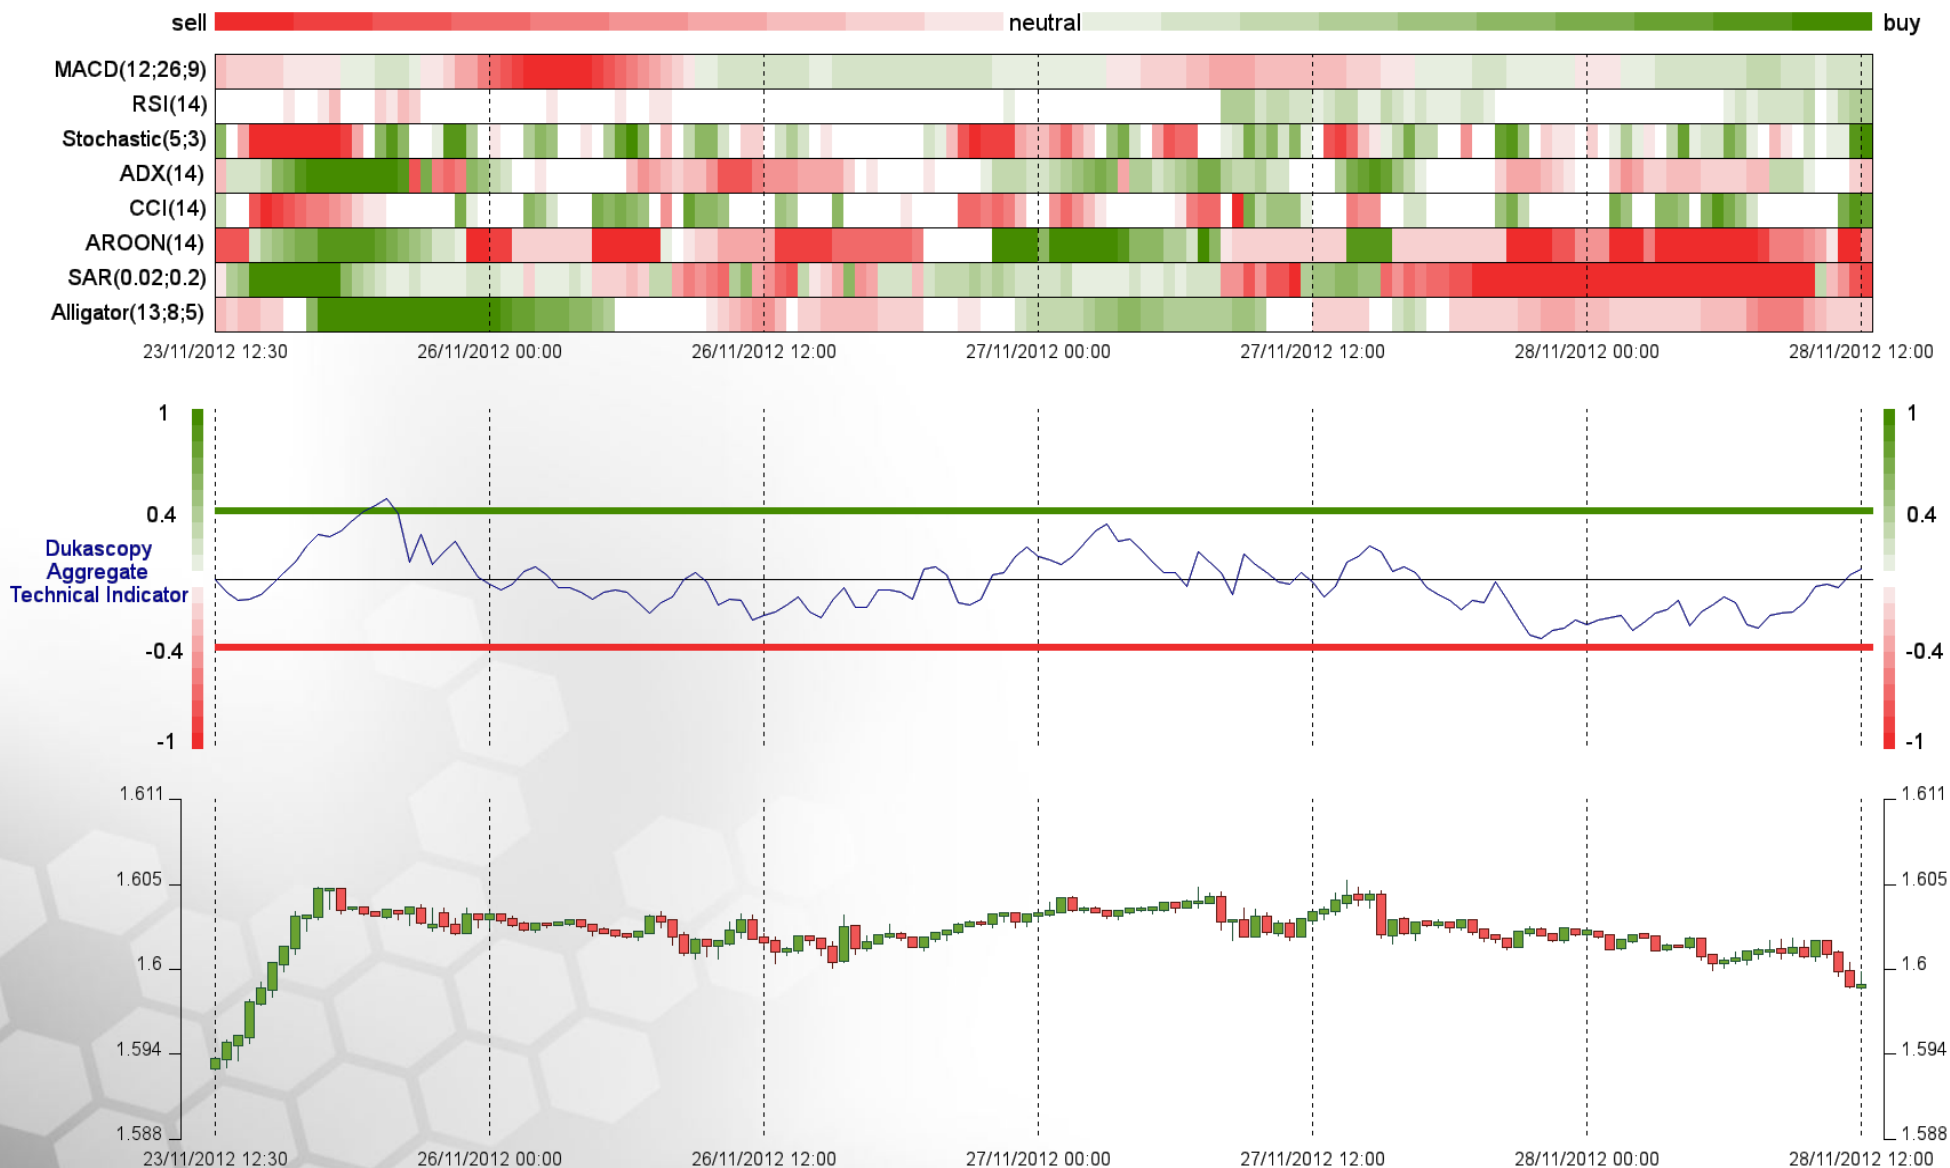 sell neutral buy
MACD(12;26;9)
RSI(14)
Stochastic(5;3)
ADX(14)
CCI(14)
AROON(14)
SAR(0.02;0.2)
Alligator(13;8;5)
23/11/2012 12:30 26/11/2012 00:00 26/11/2012 12:00 27/11/2012 00:00 27/11/2012 12:00 28/11/2012 00:00 28/11/2012 12:00
1 1
0.4 0.4
Dukascopy
Aggregate
Technical Indicator
-0.4 -0.4
-1 -1
1.611 1.611
1.605 1.605
1.6 1.6
1.594 1.594
1.588 1.588
23/11/2012 12:30 26/11/2012 00:00 26/11/2012 12:00 27/11/2012 00:00 27/11/2012 12:00 28/11/2012 00:00 28/11/2012 12:00